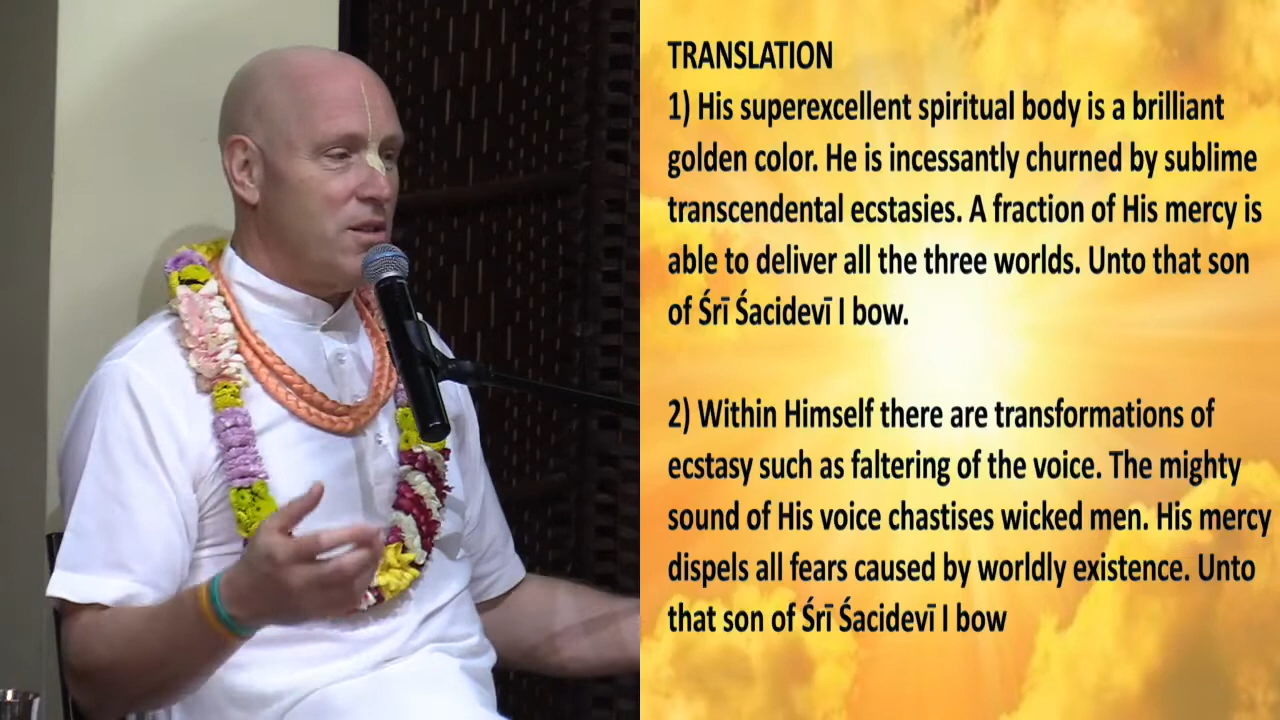 TRANSLATION
1) His superexcellent spiritual body is a brilliant
golden color. He is incessantly churned by sublime
transcendental ecstasies. A fraction of His mercy is
able to deliver all the three worlds. Unto that son
of Śrī Śacidevī I bow.
2) Within Himself there are transformations of
ecstasy such as faltering of the voice. The mighty
sound of His voice chastises wicked men. His mercy
dispels all fears caused by worldly existence. Unto
that son of Śrī Śacidevī I bow